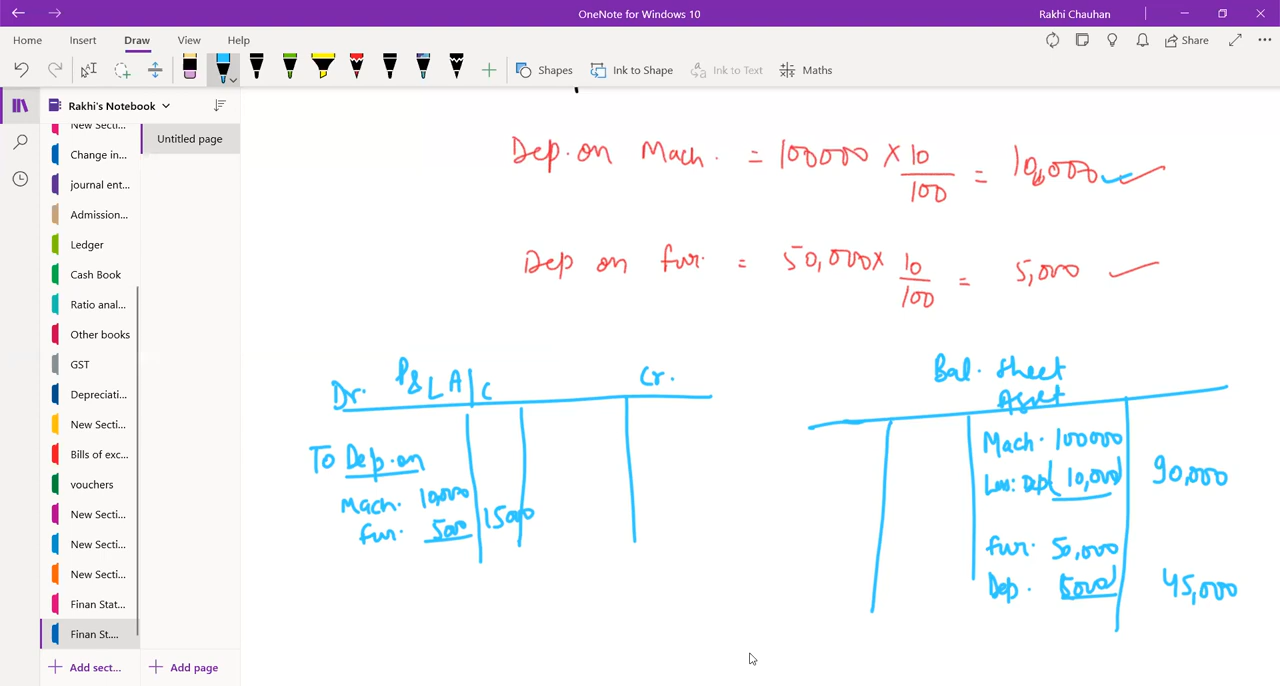 OneNote for Windows 10
Rakhi Chauhan
Home Insert Draw View Help
Share
Shapes Ink to Shape Ink to Text Maths
Rakhi's Notebook
Untitled page
New Secti...
Change in...
journal ent...
Admission...
Ledger
Cash Book
Ratio anal...
Other books
GST
Depreciati...
New Secti...
Bills of exc...
vouchers
New Secti...
New Secti...
New Secti...
Finan Stat...
Finan St....
Add sect...
Add page
Dep. on Mach. = 100000 × 10/100 = 10,000
Dep on fur. = 50,000 × 10/100 = 5,000
Dr. P&L A/C Cr.
To Dep. on
Mach. 10,000
Fur. 5000 15000
Bal. Sheet
Asset
Mach. 100000
Less: Dep (10,000) 90,000
Fur. 50,000
Dep. 5000) 45,000